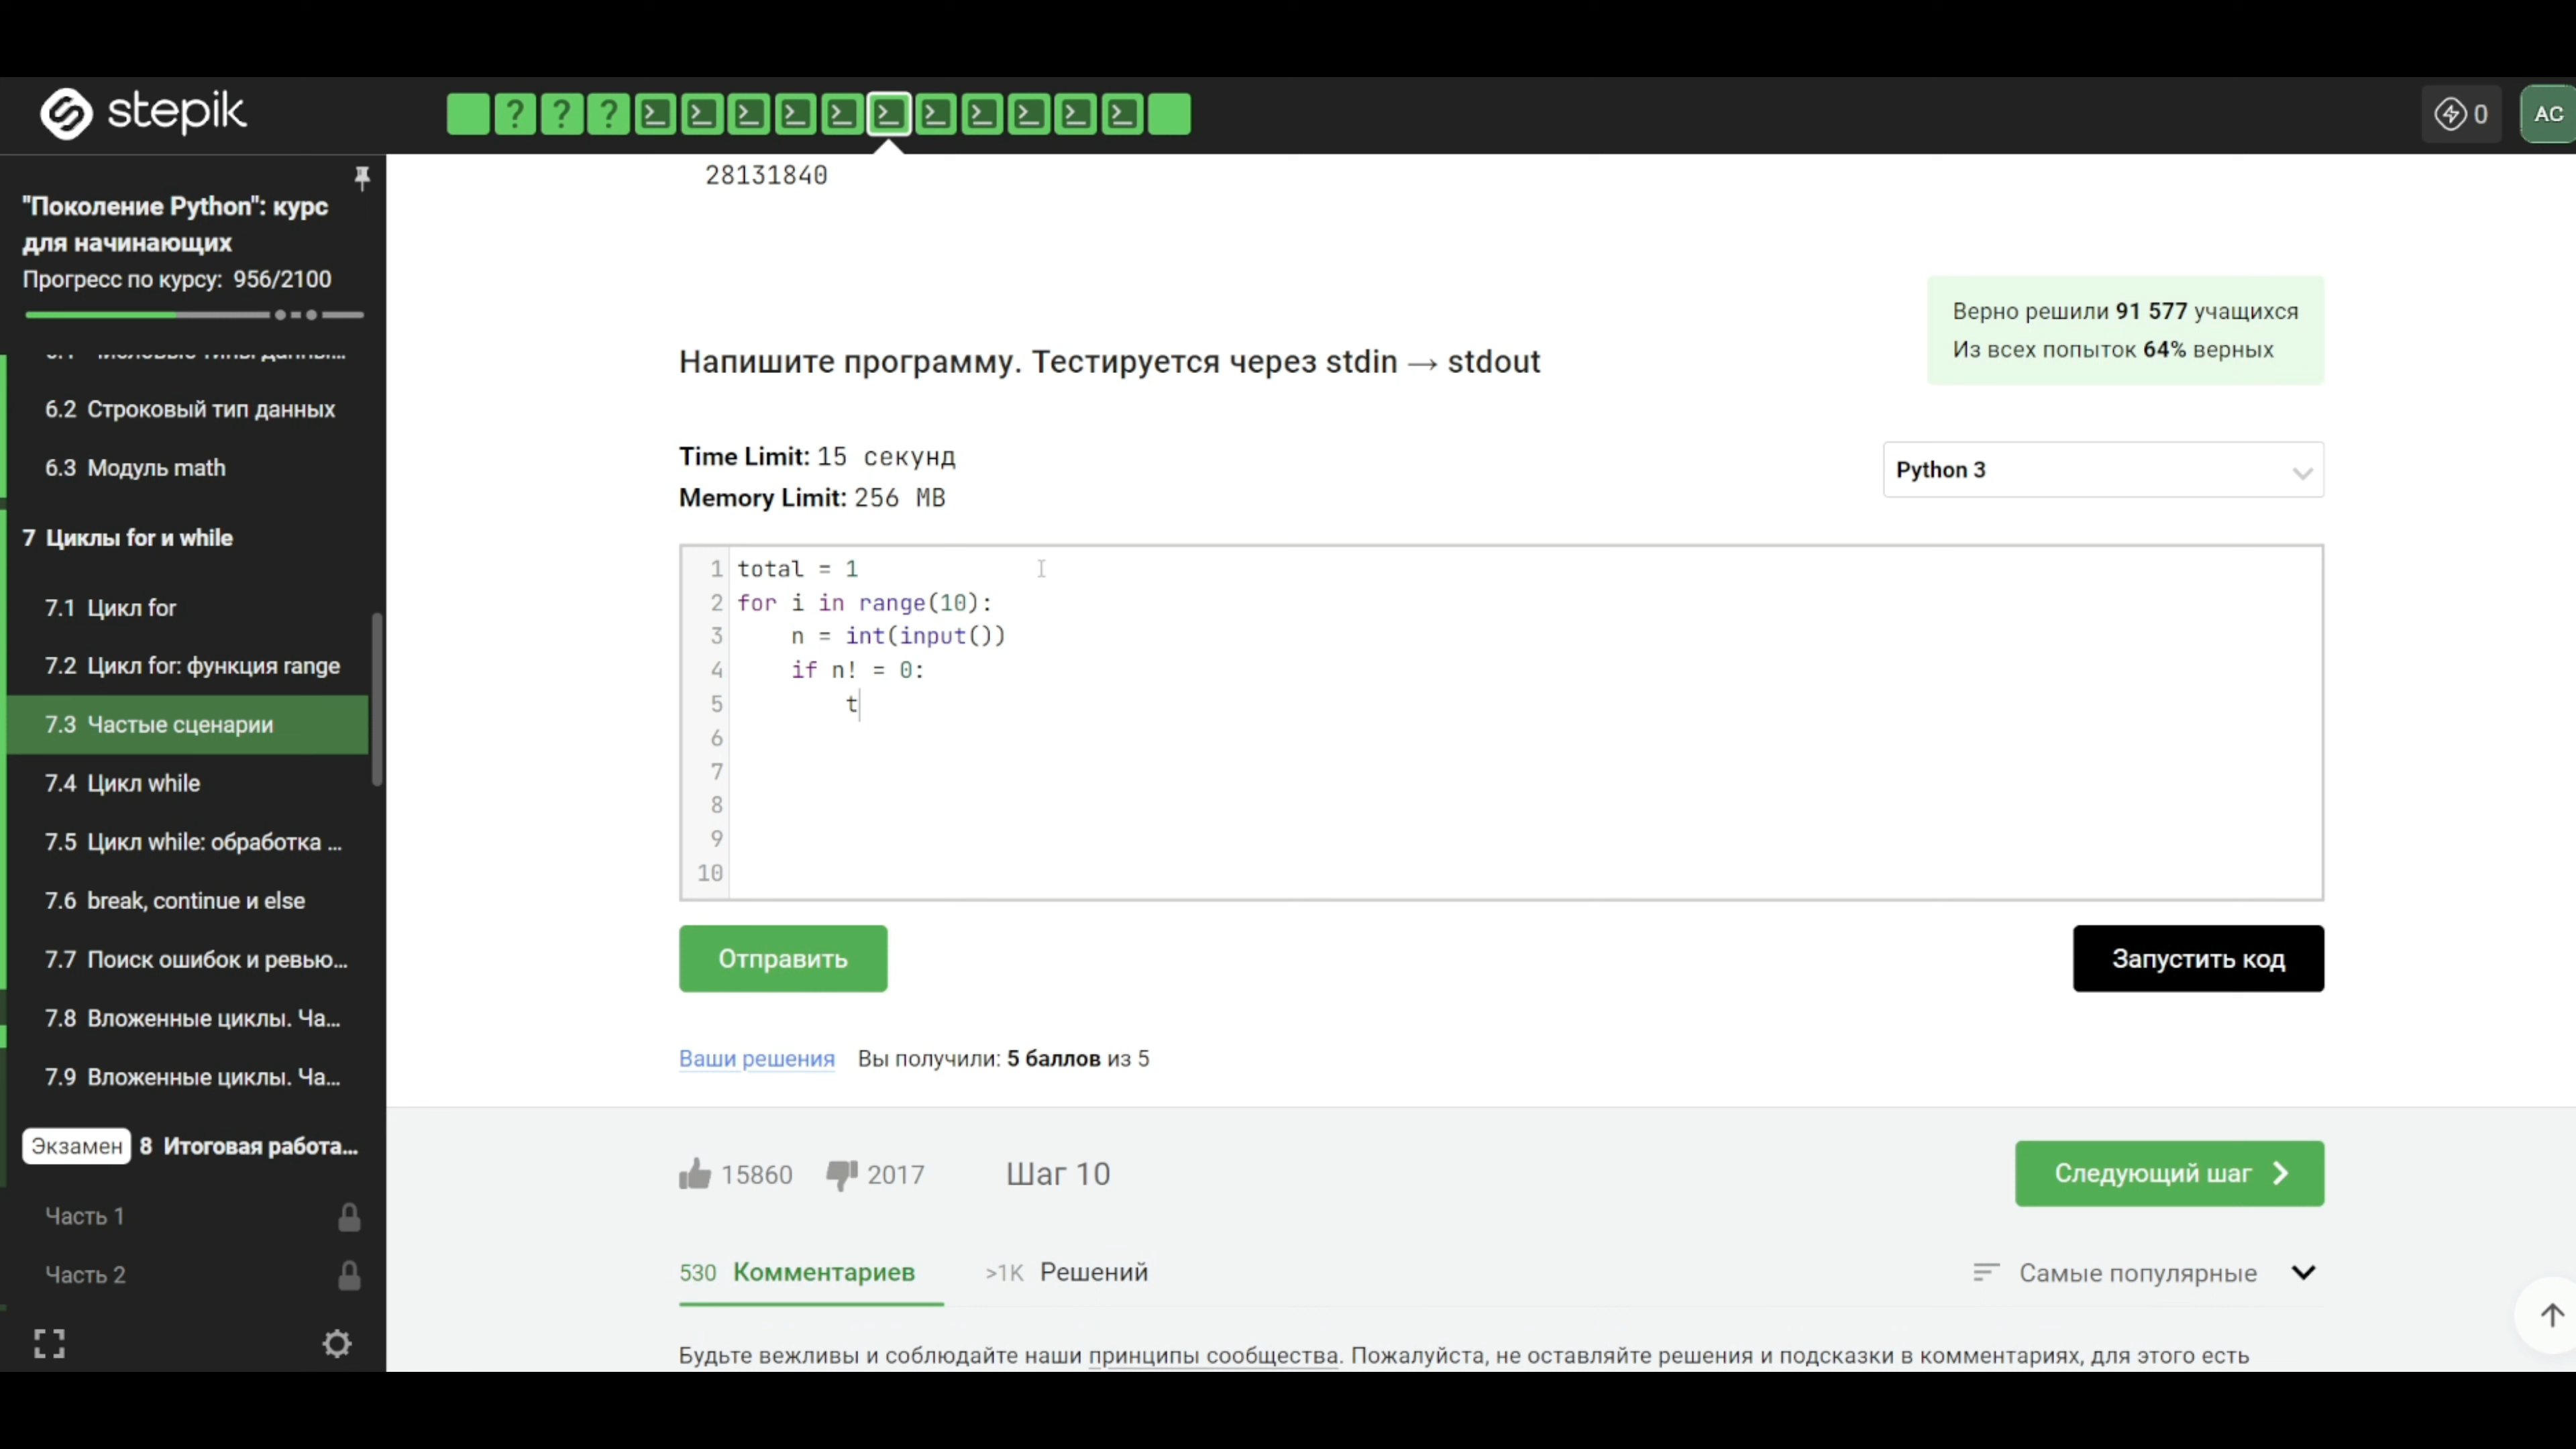 stepik
? ? ?
0
AC
"Поколение Python": курс
для начинающих
Прогресс по курсу: 956/2100
6.2 Строковый тип данных
6.3 Модуль math
7 Циклы for и while
7.1 Цикл for
7.2 Цикл for: функция range
7.3 Частые сценарии
7.4 Цикл while
7.5 Цикл while: обработка ...
7.6 break, continue и else
7.7 Поиск ошибок и ревью...
7.8 Вложенные циклы. Ча...
7.9 Вложенные циклы. Ча...
Экзамен 8 Итоговая работа...
Часть 1
Часть 2
28131840
Верно решили 91 577 учащихся
Из всех попыток 64% верных
Напишите программу. Тестируется через stdin → stdout
Time Limit: 15 секунд
Memory Limit: 256 MB
Python 3
1 total = 1
2 for i in range(10):
3 n = int(input())
4 if n! = 0:
5 t
6
7
8
9
10
Отправить
Запустить код
Ваши решения Вы получили: 5 баллов из 5
15860 2017 Шаг 10
Следующий шаг
530 Комментариев >1K Решений
Самые популярные
Будьте вежливы и соблюдайте наши принципы сообщества. Пожалуйста, не оставляйте решения и подсказки в комментариях, для этого есть